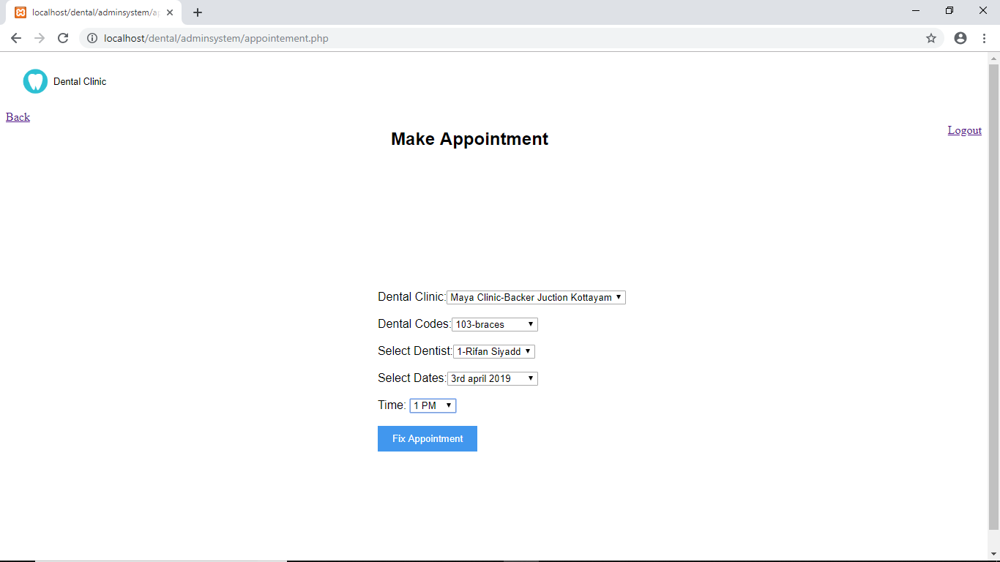 localhost/dental/adminsystem/ap
localhost/dental/adminsystem/appointement.php
Dental Clinic
Back
Logout
Make Appointment
Dental Clinic: Maya Clinic-Backer Juction Kottayam
Dental Codes: 103-braces
Select Dentist: 1-Rifan Siyadd
Select Dates: 3rd april 2019
Time: 1 PM
Fix Appointment